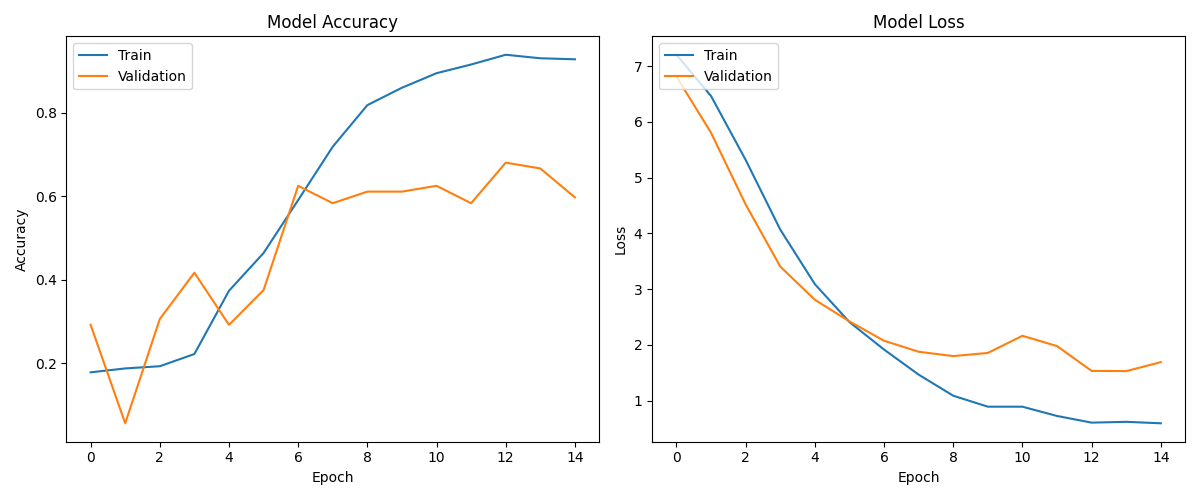 Model Accuracy
Train
Validation
0.8
0.6
0.4
0.2
Accuracy
0 2 4 6 8 10 12 14
Epoch
Model Loss
Train
Validation
7
6
5
4
3
2
1
Loss
0 2 4 6 8 10 12 14
Epoch